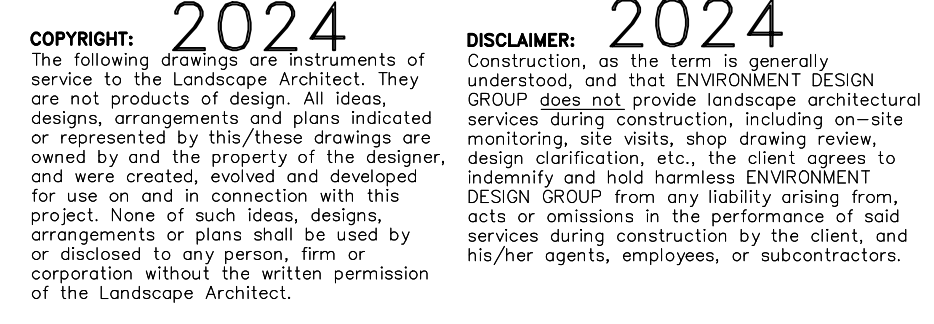 COPYRIGHT: 2024
The following drawings are instruments of
service to the Landscape Architect. They
are not products of design. All ideas,
designs, arrangements and plans indicated
or represented by this/these drawings are
owned by and the property of the designer,
and were created, evolved and developed
for use on and in connection with this
project. None of such ideas, designs,
arrangements or plans shall be used by
or disclosed to any person, firm or
corporation without the written permission
of the Landscape Architect.
DISCLAIMER: 2024
Construction, as the term is generally
understood, and that ENVIRONMENT DESIGN
GROUP does not provide landscape architectural
services during construction, including on-site
monitoring, site visits, shop drawing review,
design clarification, etc., the client agrees to
indemnify and hold harmless ENVIRONMENT
DESIGN GROUP from any liability arising from,
acts or omissions in the performance of said
services during construction by the client, and
his/her agents, employees, or subcontractors.